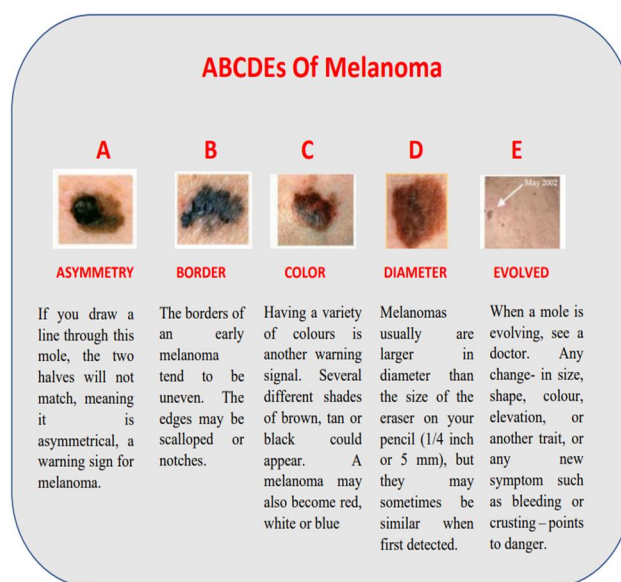 ABCDEs Of Melanoma
A
B
C
D
E
May 2002
ASYMMETRY
BORDER
COLOR
DIAMETER
EVOLVED
If you draw a
line through this
mole, the two
halves will not
match, meaning
it is
asymmetrical, a
warning sign for
melanoma.
The borders of
an early
melanoma
tend to be
uneven. The
edges may be
scalloped or
notches.
Having a variety
of colours is
another warning
signal. Several
different shades
of brown, tan or
black could
appear. A
melanoma may
also become red,
white or blue
Melanomas
usually are
larger in
diameter than
the size of the
eraser on your
pencil (1/4 inch
or 5 mm), but
they may
sometimes be
similar when
first detected.
When a mole is
evolving, see a
doctor. Any
change- in size,
shape, colour,
elevation, or
another trait, or
any new
symptom such
as bleeding or
crusting – points
to danger.